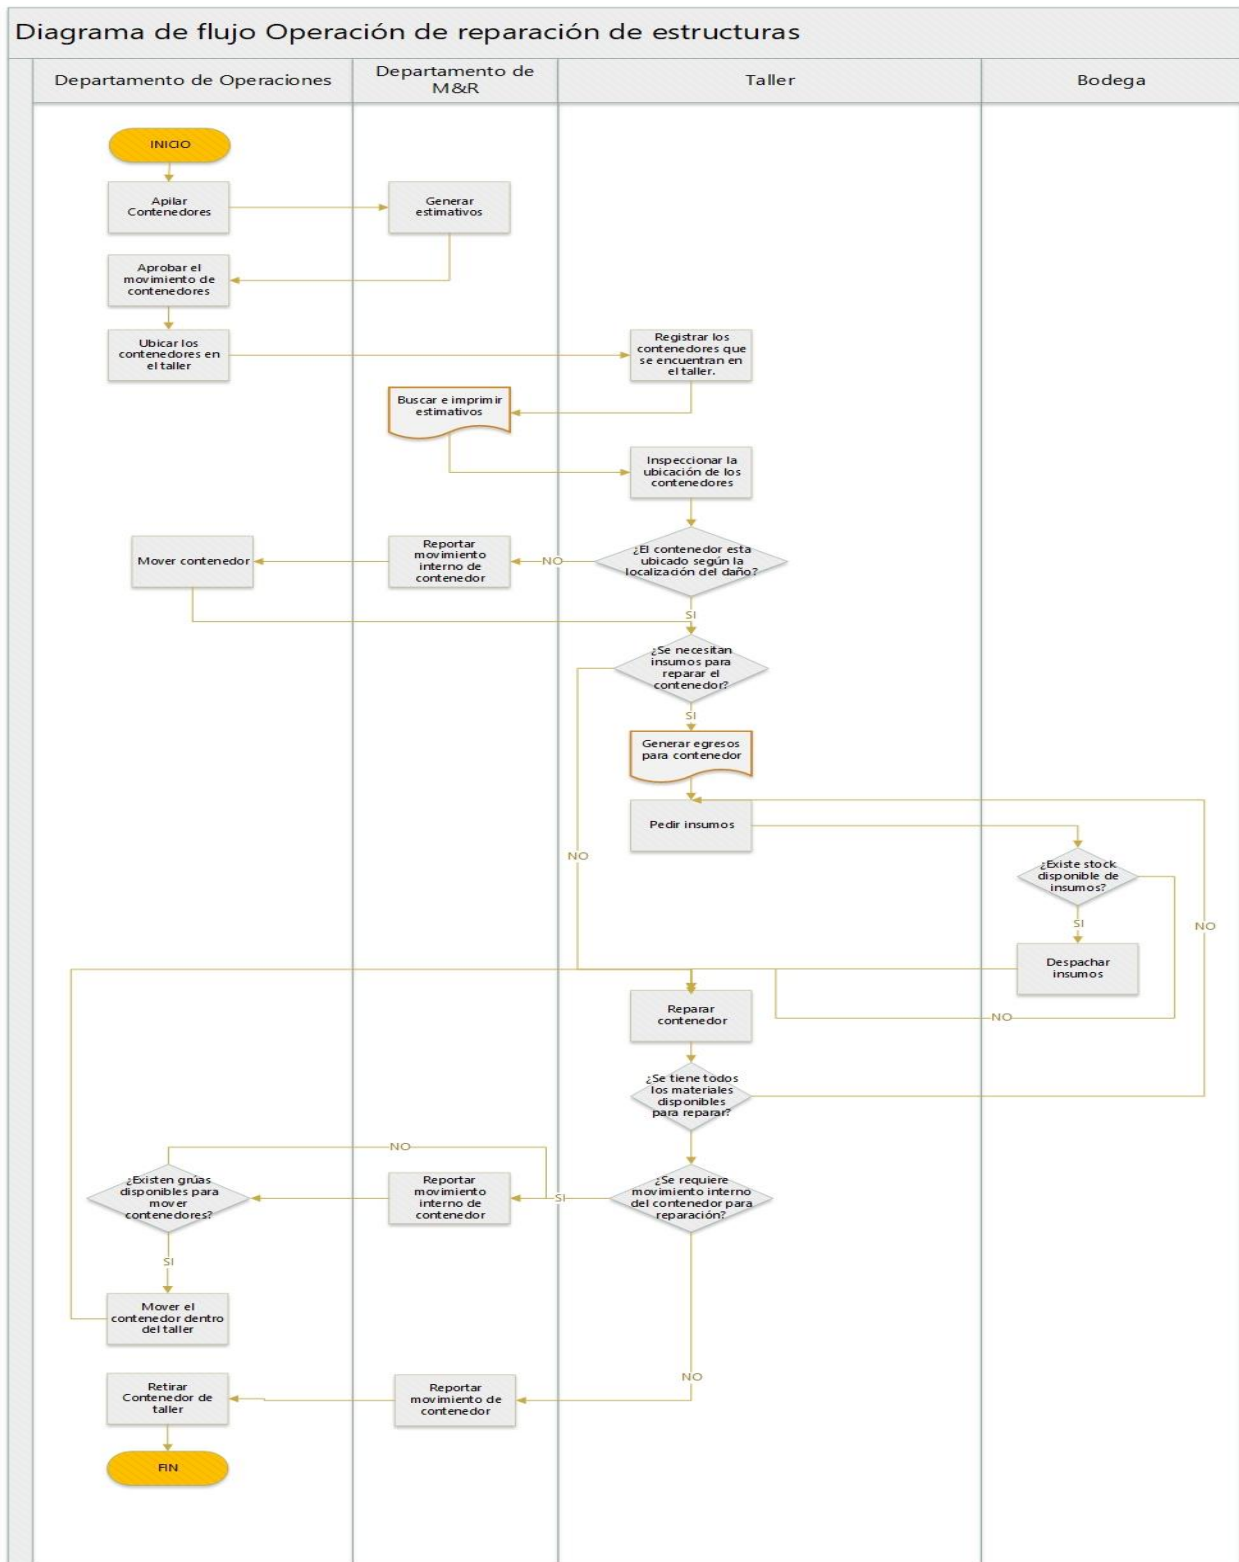 Diagrama de flujo Operación de reparación de estructuras
Departamento de Operaciones
Departamento de
M&R
Taller
Bodega
INICIO
Apilar
Contenedores
Generar
estimativos
Aprobar el
movimiento de
contenedores
Ubicar los
contenedores en
el taller
Registrar los
contenedores que
se encuentran en
el taller.
Buscar e imprimir
estimativos
Inspeccionar la
ubicación de los
contenedores
¿El contenedor esta
ubicado según la
localización del daño?
NO
Reportar
movimiento
interno de
contenedor
Mover contenedor
SI
¿Se necesitan
insumos para
reparar el
contenedor?
SI
Generar egresos
para contenedor
Pedir insumos
NO
¿Existe stock
disponible de
insumos?
SI
NO
Despachar
insumos
NO
Reparar
contenedor
¿Se tiene todos
los materiales
disponibles
para reparar?
NO
¿Existen grúas
disponibles para
mover
contenedores?
Reportar
movimiento
interno de
contenedor
SI
¿Se requiere
movimiento interno
del contenedor para
reparación?
SI
Mover el
contenedor dentro
del taller
NO
Retirar
Contenedor de
taller
Reportar
movimiento de
contenedor
FIN